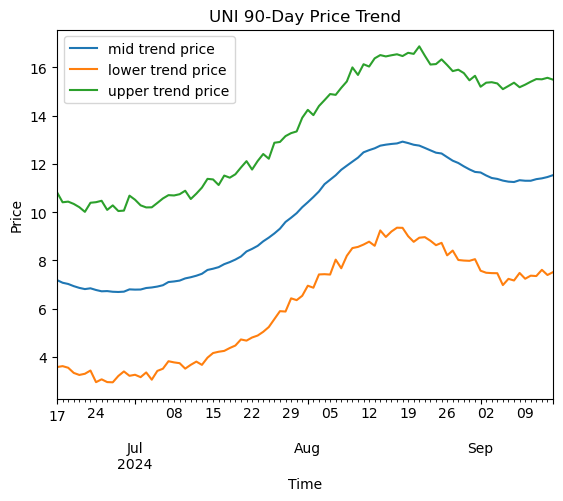 UNI 90-Day Price Trend
mid trend price
lower trend price
upper trend price
Price
16
14
12
10
8
6
4
17 24 08 15 22 29 05 12 19 26 02 09
Jul Aug Sep
2024
Time